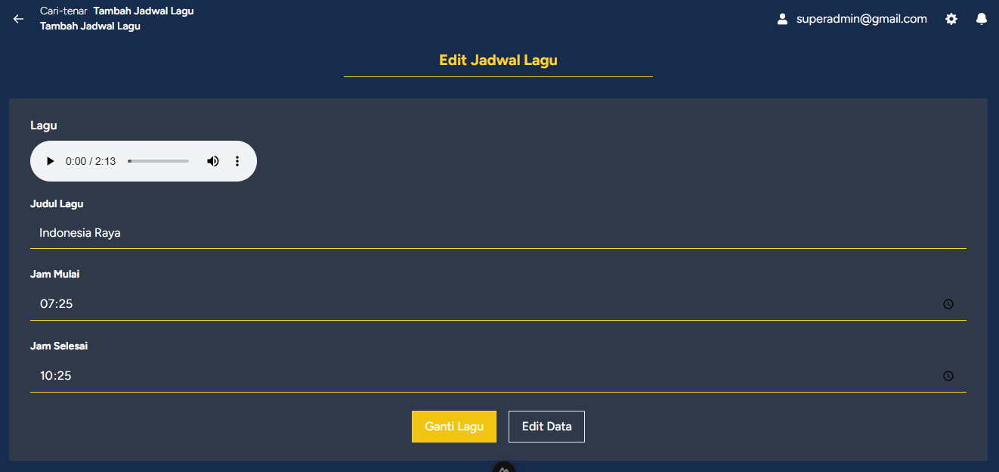 Cari-tenar Tambah Jadwal Lagu
Tambah Jadwal Lagu
superadmin@gmail.com
Edit Jadwal Lagu
Lagu
0:00 / 2:13
Judul Lagu
Indonesia Raya
Jam Mulai
07:25
Jam Selesai
10:25
Ganti Lagu
Edit Data